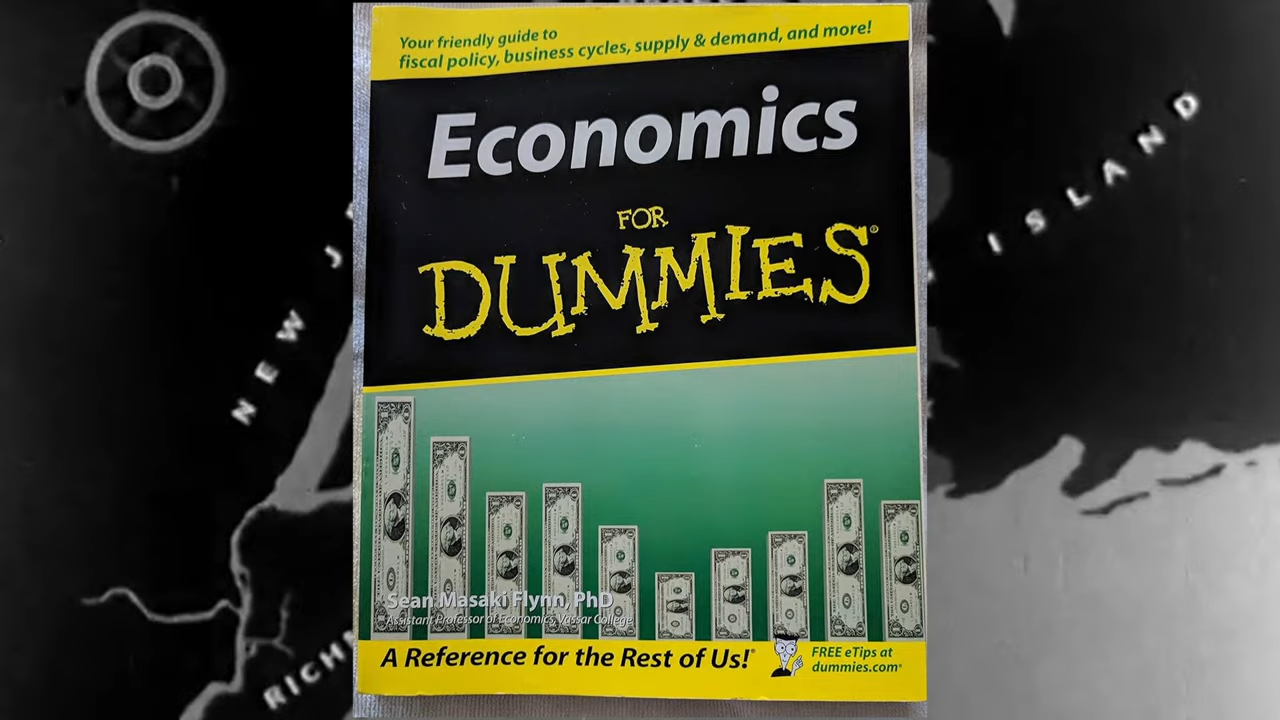 Your friendly guide to
fiscal policy, business cycles, supply & demand, and more!
Economics
FOR
DUMMIES®
Sean Masaki Flynn, PhD
Assistant Professor of Economics, Vassar College
A Reference for the Rest of Us!®
FREE eTips at
dummies.com®
NEW J
ISLAND
RICH